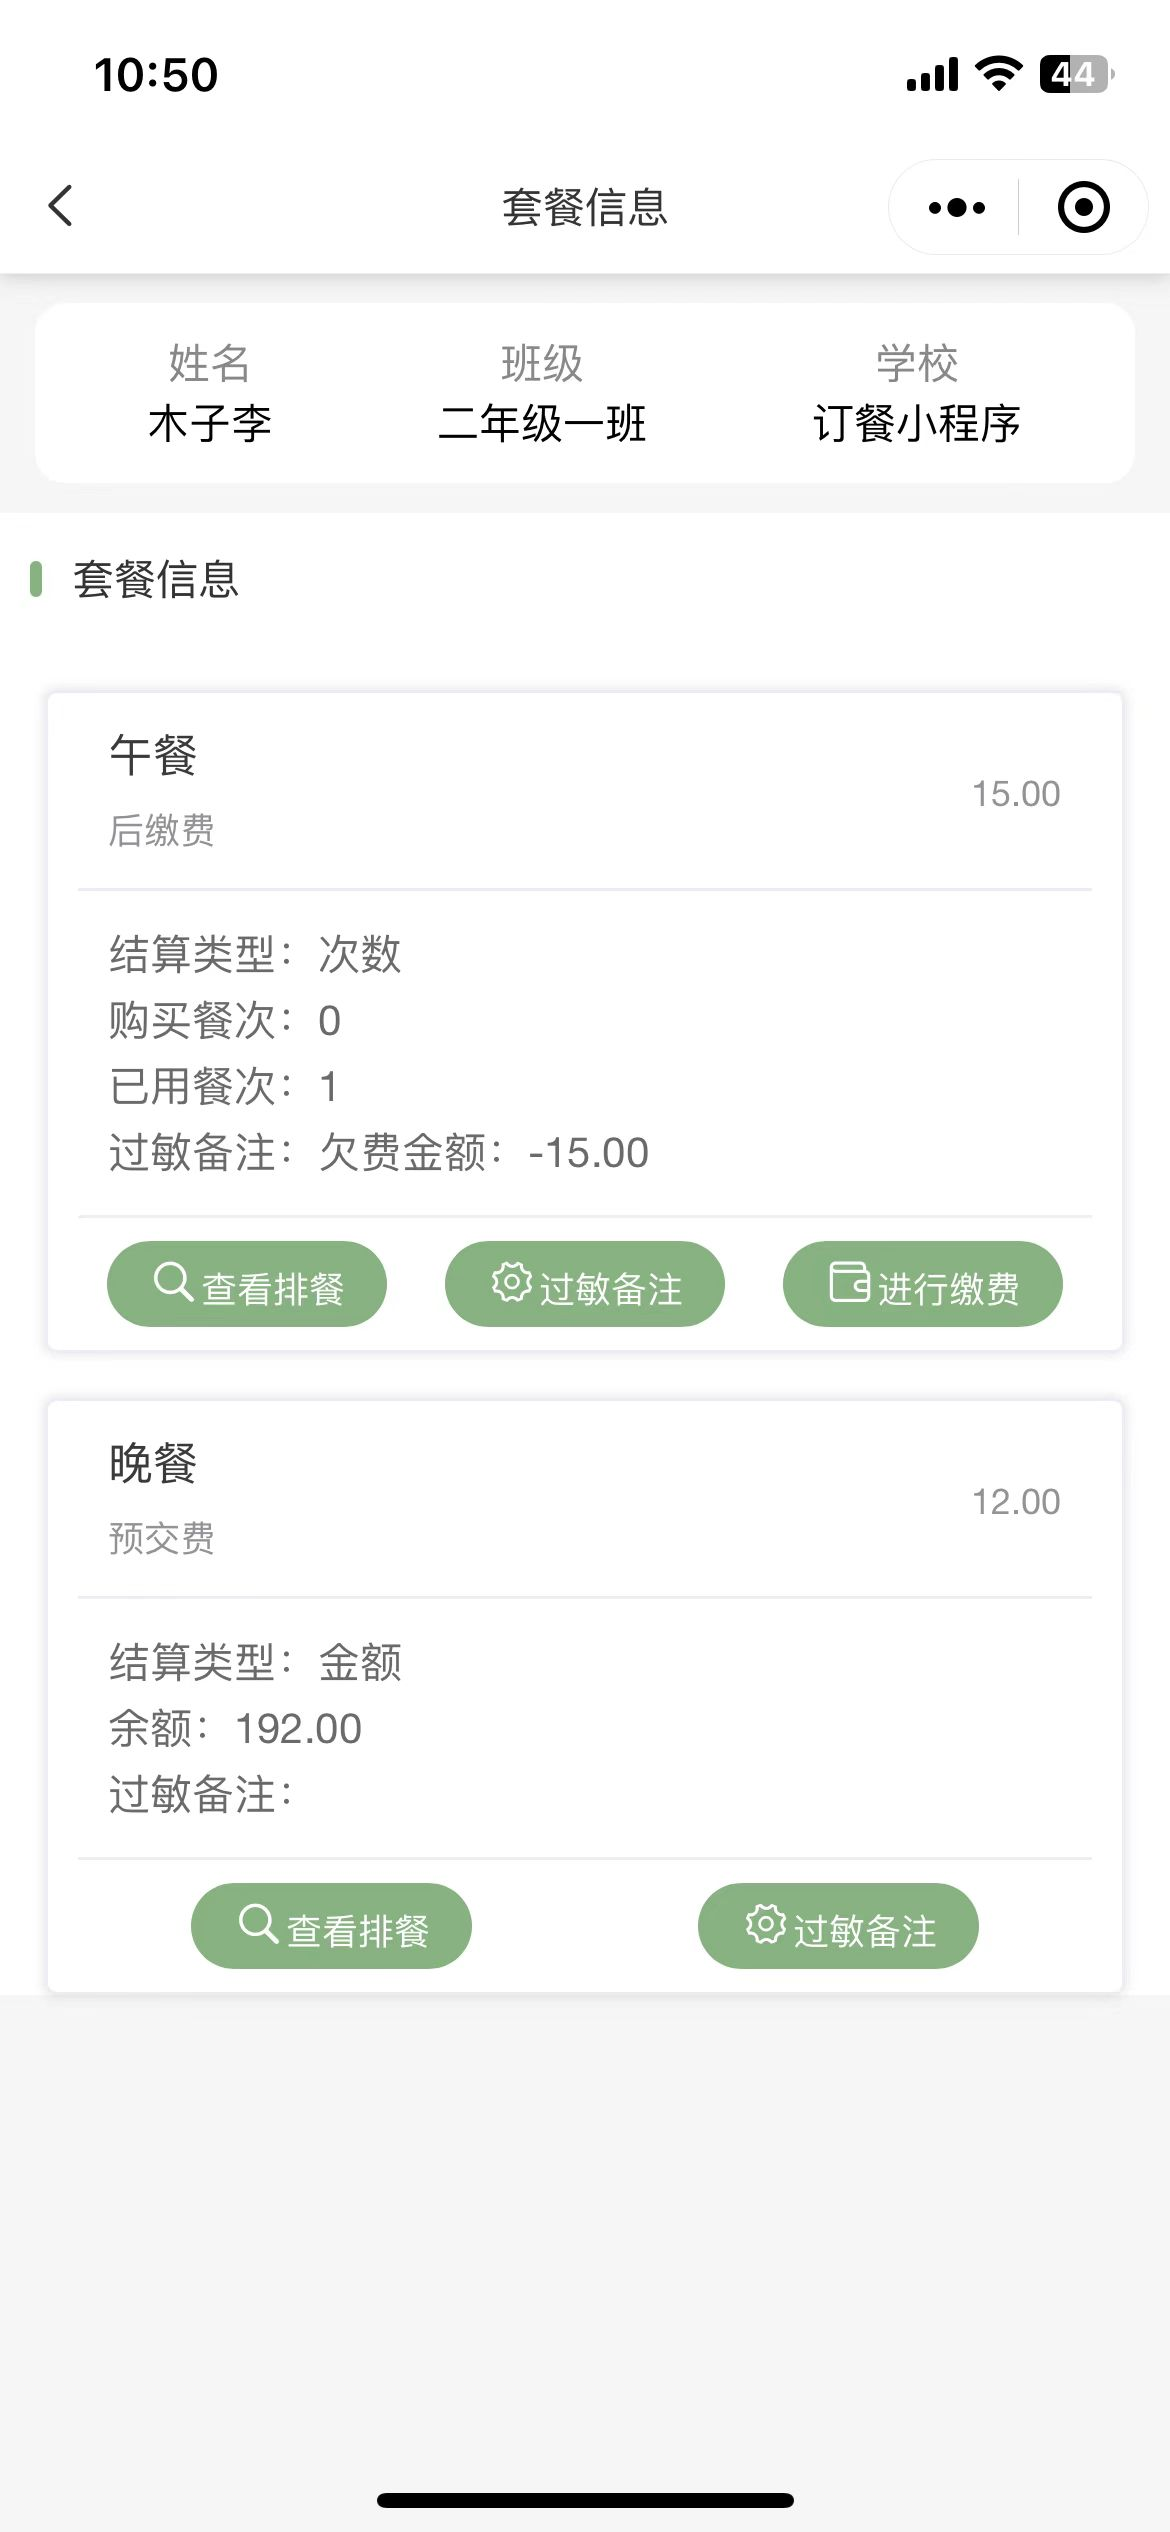 10:50
44
套餐信息
姓名 班级 学校
木子李 二年级一班 订餐小程序
套餐信息
午餐
15.00
后缴费
结算类型：次数
购买餐次：0
已用餐次：1
过敏备注：欠费金额：-15.00
查看排餐 过敏备注 进行缴费
晚餐
12.00
预交费
结算类型：金额
余额：192.00
过敏备注：
查看排餐 过敏备注